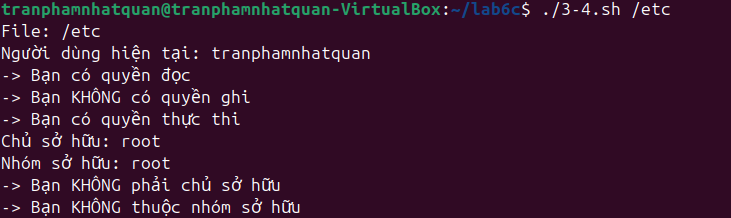 tranphamnhatquan@tranphamnhatquan-VirtualBox:~/lab6c$ ./3-4.sh /etc
File: /etc
Người dùng hiện tại: tranphamnhatquan
-> Bạn có quyền đọc
-> Bạn KHÔNG có quyền ghi
-> Bạn có quyền thực thi
Chủ sở hữu: root
Nhóm sở hữu: root
-> Bạn KHÔNG phải chủ sở hữu
-> Bạn KHÔNG thuộc nhóm sở hữu